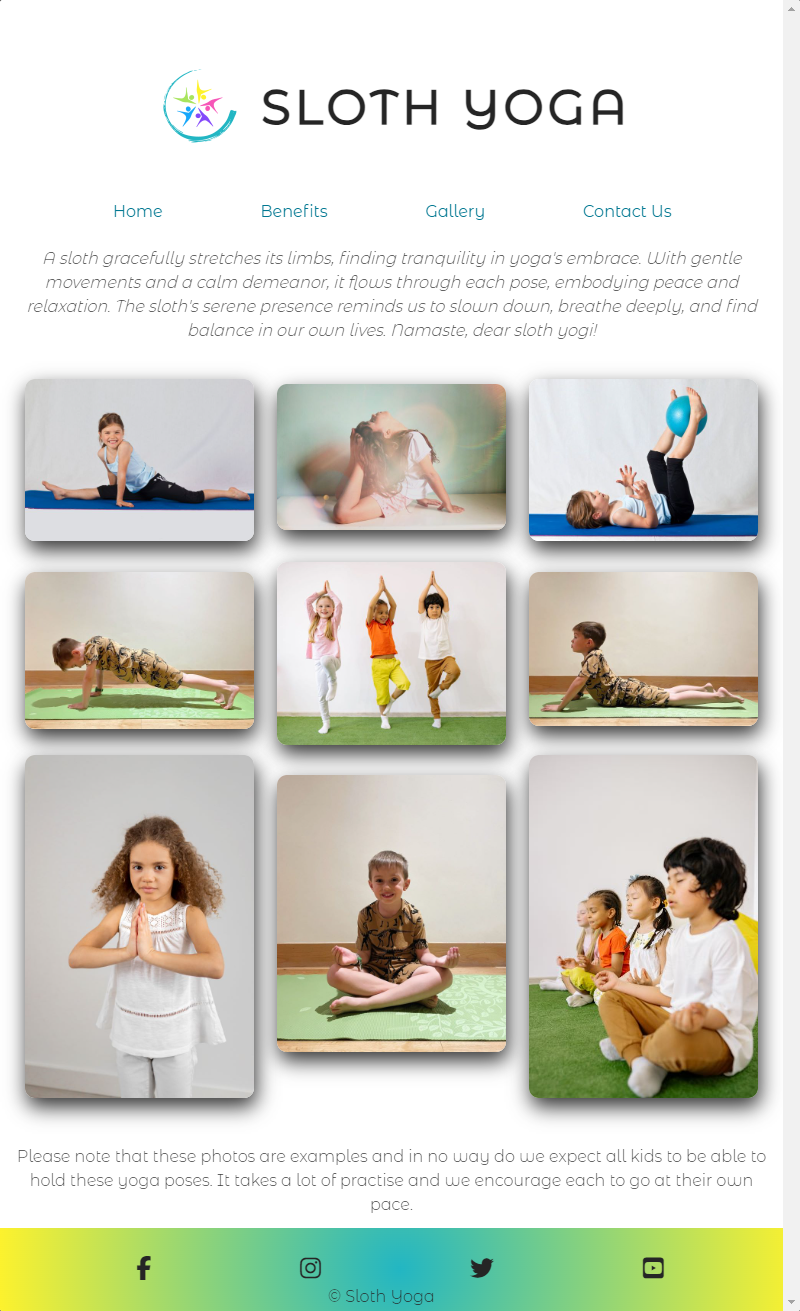 SLOTH YOGA
Home Benefits Gallery Contact Us
A sloth gracefully stretches its limbs, finding tranquility in yoga's embrace. With gentle
movements and a calm demeanor, it flows through each pose, embodying peace and
relaxation. The sloth's serene presence reminds us to slown down, breathe deeply, and find
balance in our own lives. Namaste, dear sloth yogi!
Please note that these photos are examples and in no way do we expect all kids to be able to
hold these yoga poses. It takes a lot of practise and we encourage each to go at their own
pace.
© Sloth Yoga